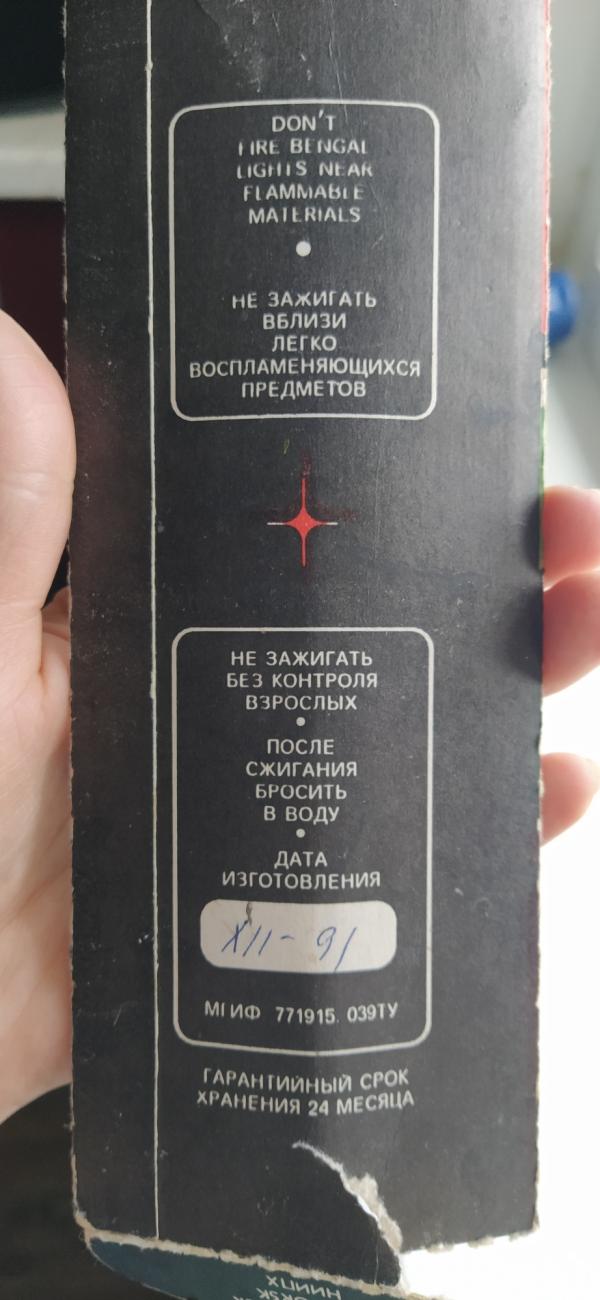 DON'T
FIRE BENGAL
LIGHTS NEAR
FLAMMABLE
MATERIALS
НЕ ЗАЖИГАТЬ
ВБЛИЗИ
ЛЕГКО
ВОСПЛАМЕНЯЮЩИХСЯ
ПРЕДМЕТОВ
НЕ ЗАЖИГАТЬ
БЕЗ КОНТРОЛЯ
ВЗРОСЛЫХ
ПОСЛЕ
СЖИГАНИЯ
БРОСИТЬ
В ВОДУ
ДАТА
ИЗГОТОВЛЕНИЯ
XII-91
МГИФ 771915. 039ТУ
ГАРАНТИЙНЫЙ СРОК
ХРАНЕНИЯ 24 МЕСЯЦА